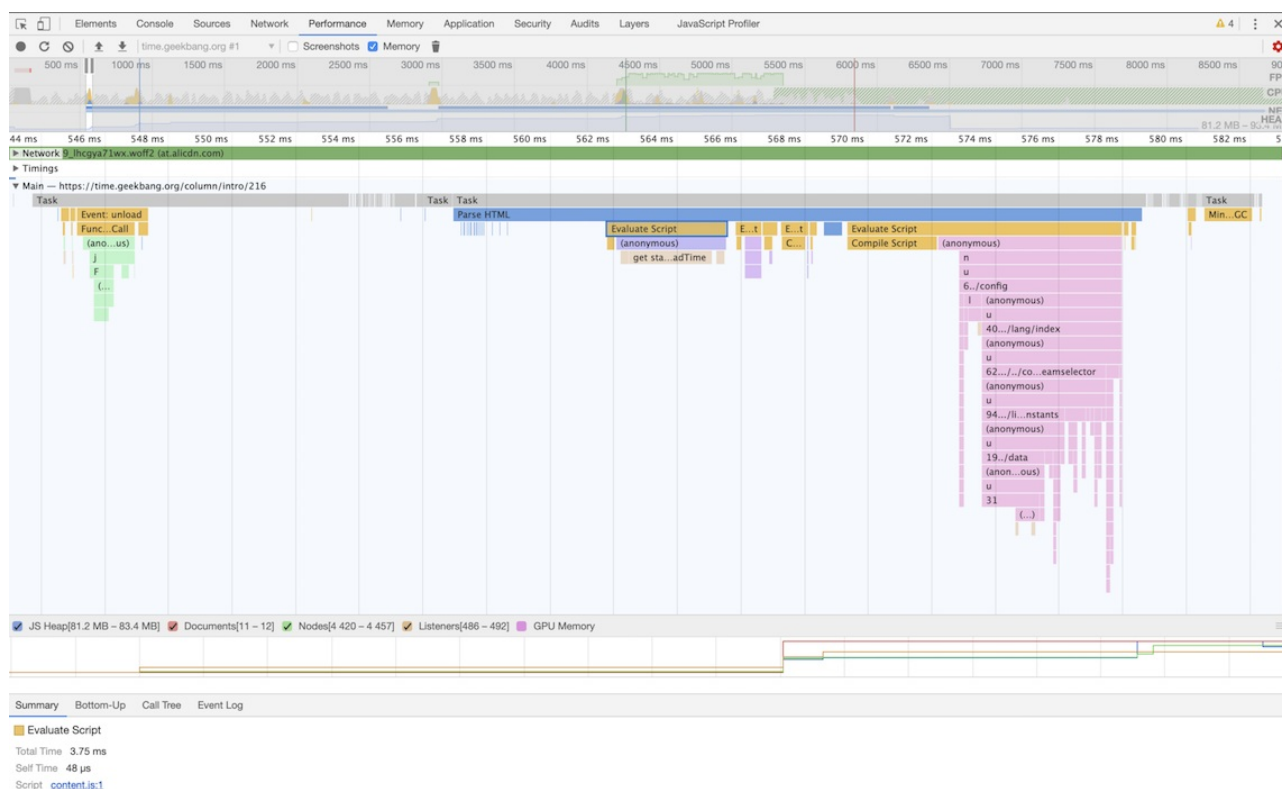 Elements Console Sources Network Performance Memory Application Security Audits Layers JavaScript Profiler 4
time.geekbang.org #1 Screenshots Memory
500 ms 1000 ms 1500 ms 2000 ms 2500 ms 3000 ms 3500 ms 4000 ms 4500 ms 5000 ms 5500 ms 6000 ms 6500 ms 7000 ms 7500 ms 8000 ms 8500 ms 90
FP
CP
NE
HEA
81.2 MB – 93.4 M
44 ms 546 ms 548 ms 550 ms 552 ms 554 ms 556 ms 558 ms 560 ms 562 ms 564 ms 566 ms 568 ms 570 ms 572 ms 574 ms 576 ms 578 ms 580 ms 582 ms 5
Network 9_lhcgya71wx.woff2 (at.alicdn.com)
Timings
Main — https://time.geekbang.org/column/intro/216
Task Task Task Task
Event: unload Parse HTML Min...GC
Func...Call Evaluate Script E...t E...t Evaluate Script
(ano...us) (anonymous) C... Compile Script (anonymous)
j get sta...adTime n
F u
(... 6../config
l (anonymous)
u
40.../lang/index
(anonymous)
u
62.../../co...eamselector
(anonymous)
u
94.../li...nstants
(anonymous)
u
19../data
(anon...ous)
u
31
(...)
JS Heap[81.2 MB – 83.4 MB] Documents[11 – 12] Nodes[4 420 – 4 457] Listeners[486 – 492] GPU Memory
Summary Bottom-Up Call Tree Event Log
Evaluate Script
Total Time 3.75 ms
Self Time 48 μs
Script content.js:1